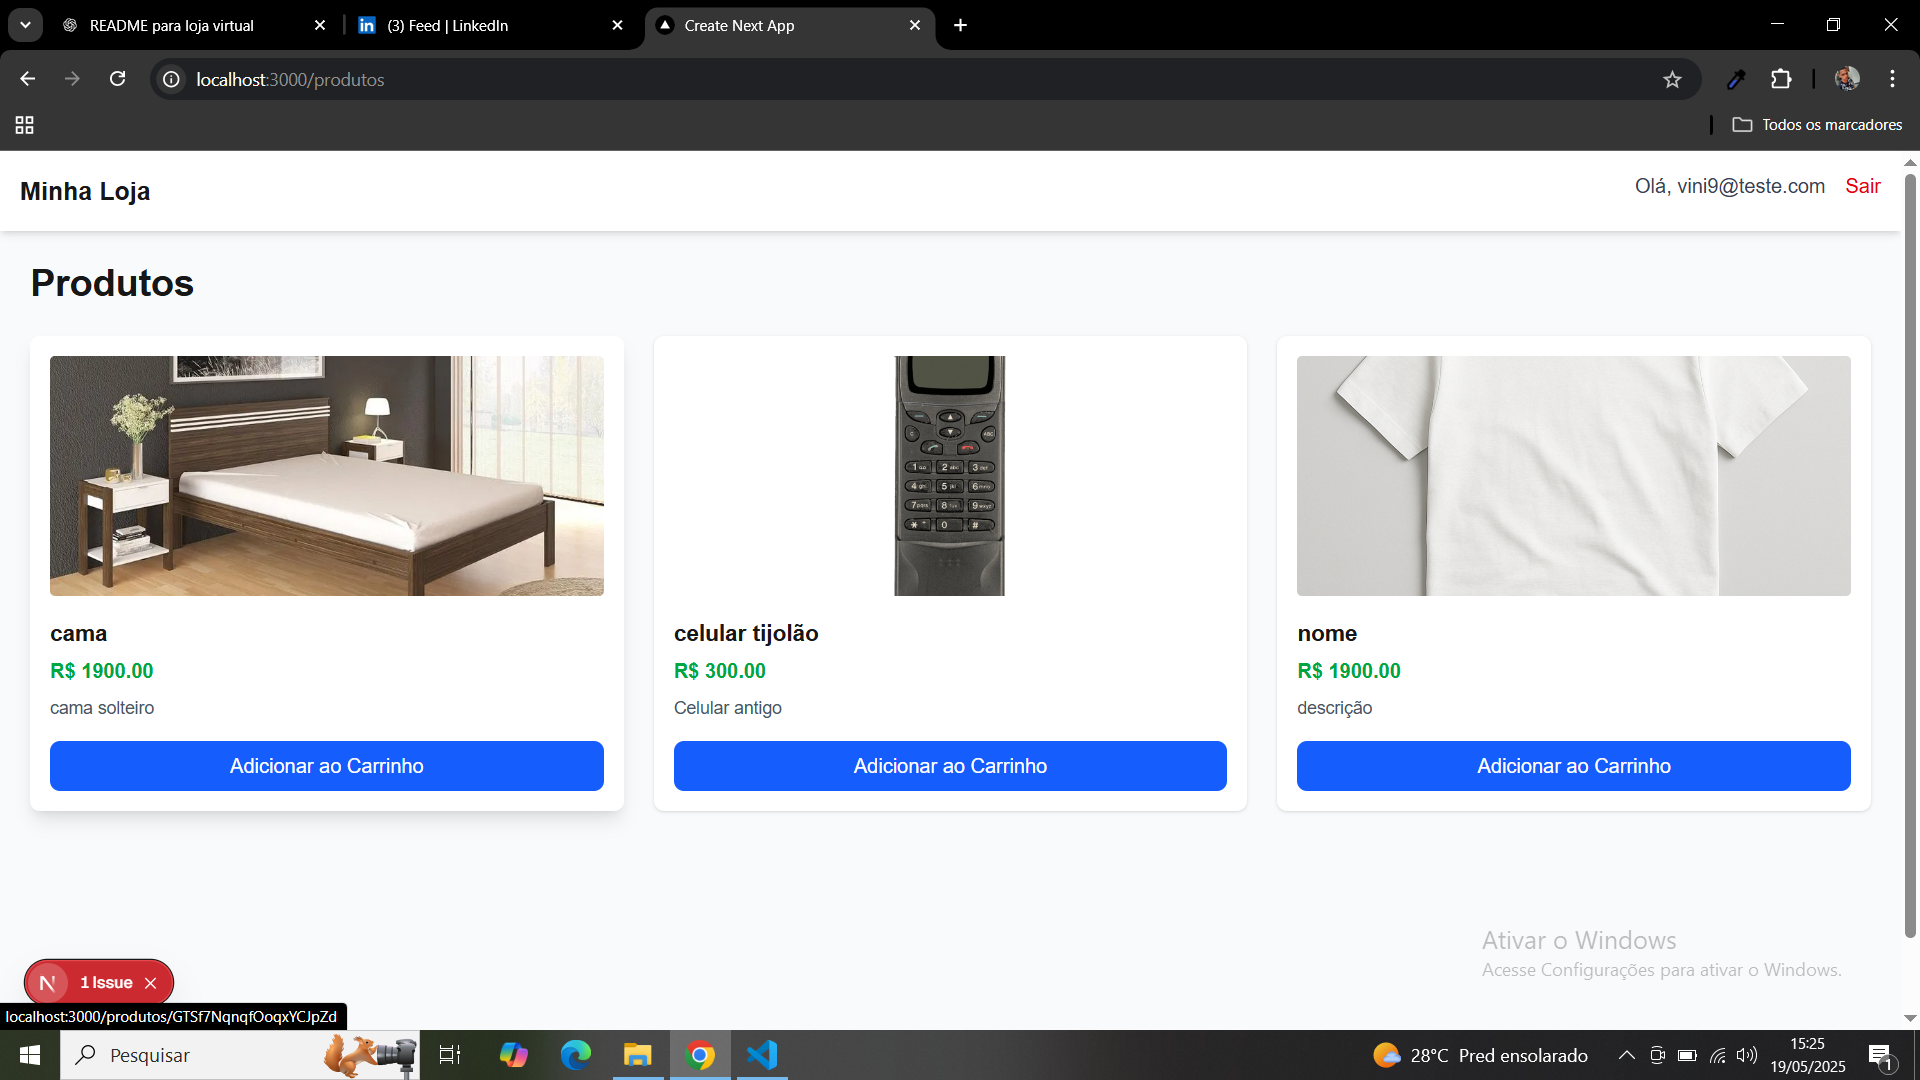 README para loja virtual
(3) Feed | LinkedIn
Create Next App
localhost:3000/produtos
Todos os marcadores
Minha Loja
Olá, vini9@teste.com
Sair
Produtos
cama
R$ 1900.00
cama solteiro
Adicionar ao Carrinho
celular tijolão
R$ 300.00
Celular antigo
Adicionar ao Carrinho
nome
R$ 1900.00
descrição
Adicionar ao Carrinho
Ativar o Windows
Acesse Configurações para ativar o Windows.
N 1 Issue
localhost:3000/produtos/GTSf7NqnqfOoqxYCJpZd
Pesquisar
28°C Pred ensolarado
15:25
19/05/2025
1